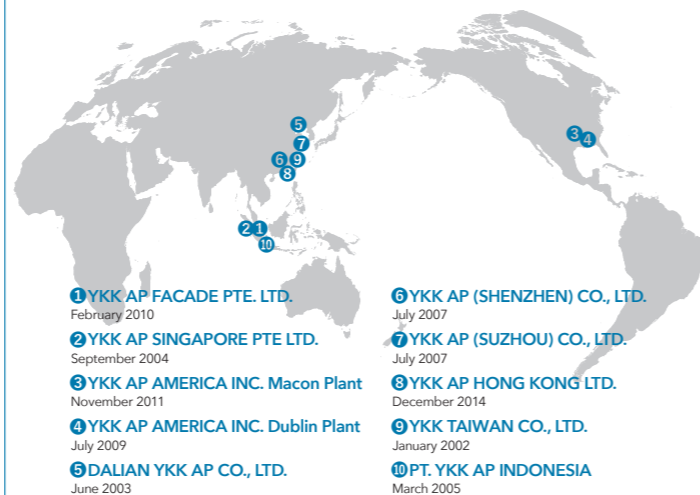 5
3
4
7
6
9
8
2
1
10
1 YKK AP FACADE PTE. LTD.
February 2010
2 YKK AP SINGAPORE PTE LTD.
September 2004
3 YKK AP AMERICA INC. Macon Plant
November 2011
4 YKK AP AMERICA INC. Dublin Plant
July 2009
5 DALIAN YKK AP CO., LTD.
June 2003
6 YKK AP (SHENZHEN) CO., LTD.
July 2007
7 YKK AP (SUZHOU) CO., LTD.
July 2007
8 YKK AP HONG KONG LTD.
December 2014
9 YKK TAIWAN CO., LTD.
January 2002
10 PT. YKK AP INDONESIA
March 2005